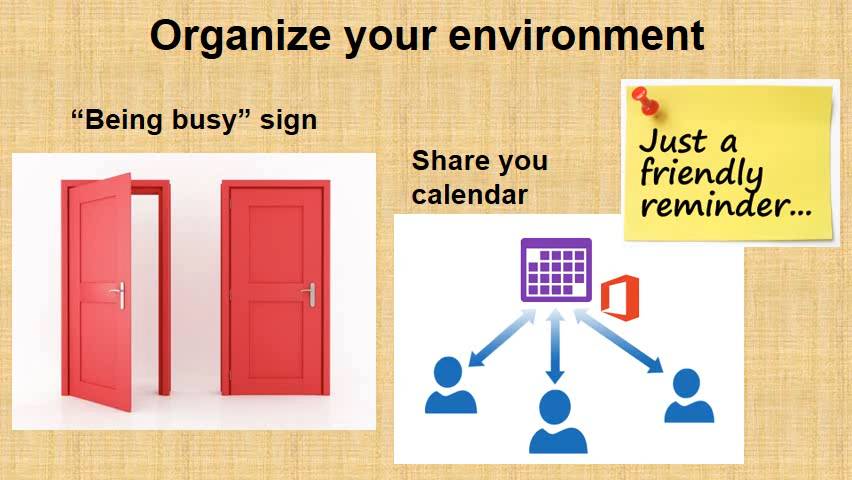 Organize your environment
“Being busy” sign
Share you
calendar
Just a
friendly
reminder...